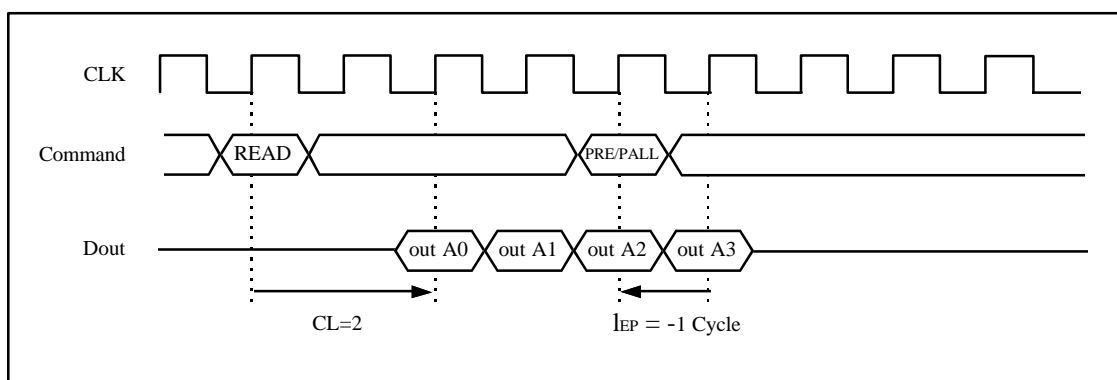 CLK
Command
READ
PRE/PALL
Dout
out A0
out A1
out A2
out A3
CL=2
lEP = -1 Cycle